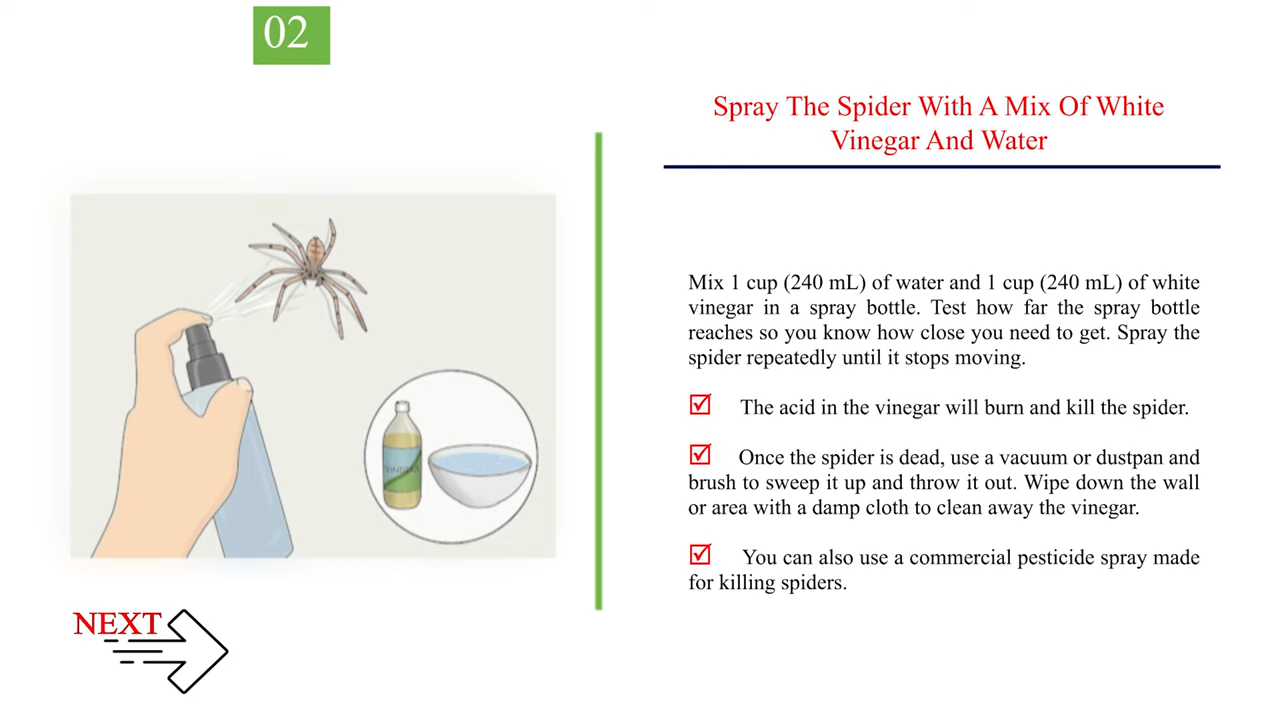 02
Spray The Spider With A Mix Of White
Vinegar And Water
Mix 1 cup (240 mL) of water and 1 cup (240 mL) of white
vinegar in a spray bottle. Test how far the spray bottle
reaches so you know how close you need to get. Spray the
spider repeatedly until it stops moving.
The acid in the vinegar will burn and kill the spider.
Once the spider is dead, use a vacuum or dustpan and
brush to sweep it up and throw it out. Wipe down the wall
or area with a damp cloth to clean away the vinegar.
You can also use a commercial pesticide spray made
for killing spiders.
VINEGAR
NEXT